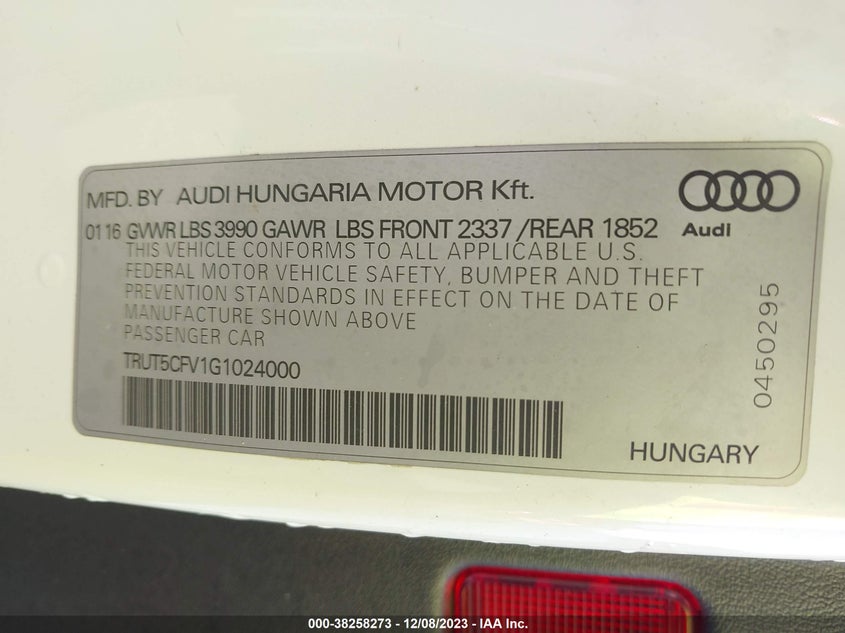 MFD. BY AUDI HUNGARIA MOTOR Kft.
01 16 GVWR LBS 3990 GAWR LBS FRONT 2337 /REAR 1852
Audi
THIS VEHICLE CONFORMS TO ALL APPLICABLE U.S.
FEDERAL MOTOR VEHICLE SAFETY, BUMPER AND THEFT
PREVENTION STANDARDS IN EFFECT ON THE DATE OF
MANUFACTURE SHOWN ABOVE
PASSENGER CAR
TRUT5CFV1G1024000
0450295
HUNGARY
000-38258273 - 12/08/2023 - IAA Inc.